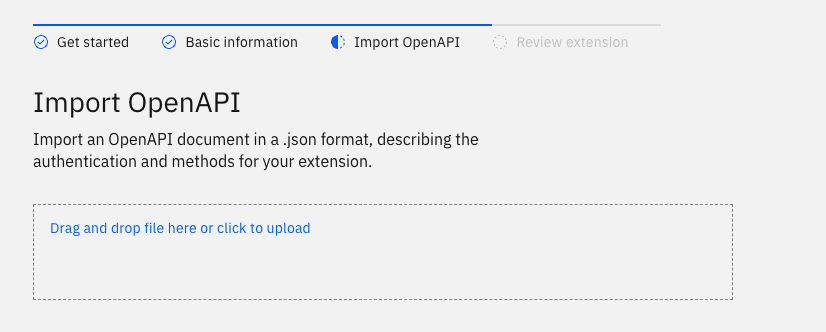 Get started Basic information Import OpenAPI Review extension
Import OpenAPI
Import an OpenAPI document in a .json format, describing the
authentication and methods for your extension.
Drag and drop file here or click to upload